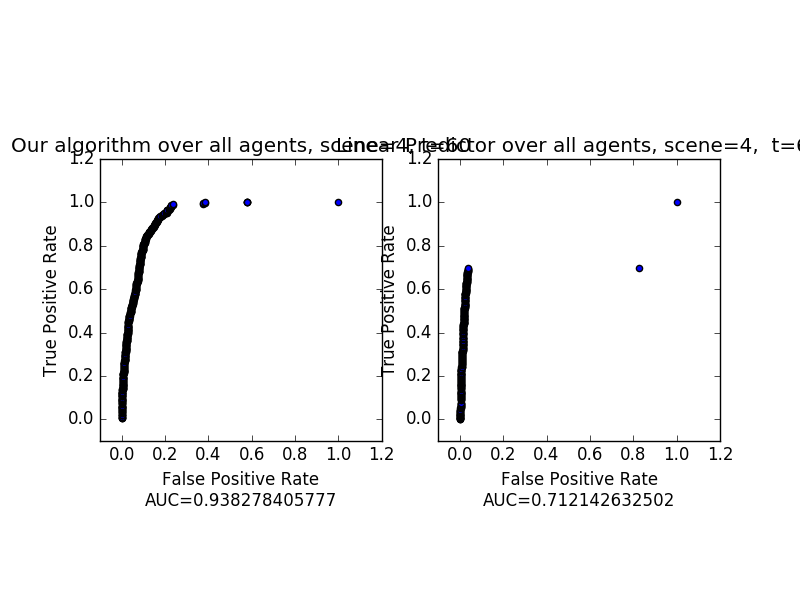 Our algorithm over all agents, scene=4, t=60
Linear Predictor over all agents, scene=4, t=6
1.2
1.0
0.8
0.6
0.4
0.2
0.0
True Positive Rate
0.0 0.2 0.4 0.6 0.8 1.0 1.2
False Positive Rate
AUC=0.938278405777
1.2
1.0
0.8
0.6
0.4
0.2
0.0
True Positive Rate
0.0 0.2 0.4 0.6 0.8 1.0 1.2
False Positive Rate
AUC=0.712142632502